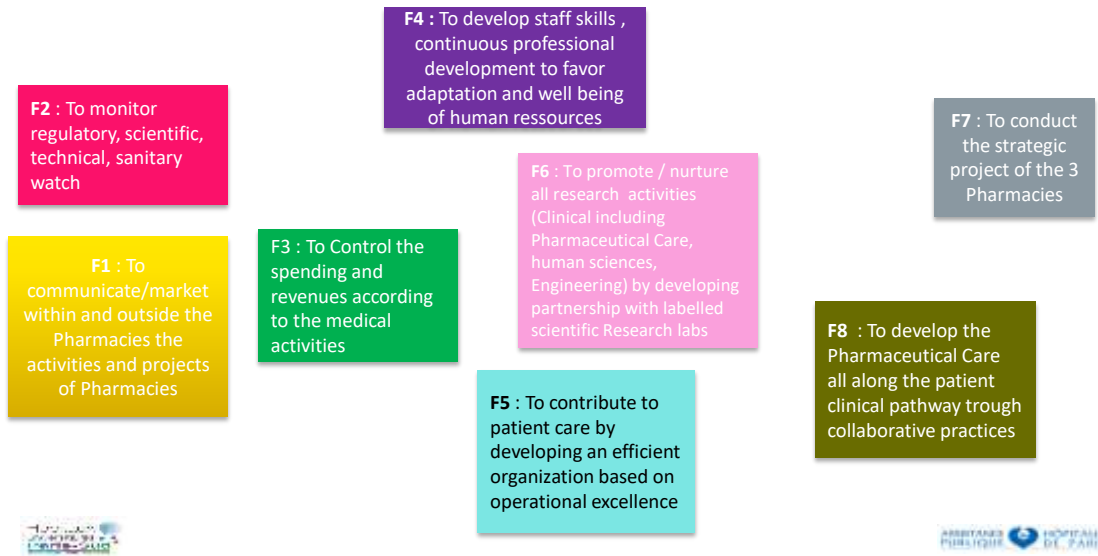 F4 : To develop staff skills ,
continuous professional
development to favor
adaptation and well being
of human ressources
F2 : To monitor
regulatory, scientific,
technical, sanitary
watch
F7 : To conduct
the strategic
project of the 3
Pharmacies
F6 : To promote / nurture
all research  activities
(Clinical including
Pharmaceutical Care,
human sciences,
Engineering) by developing
partnership with labelled
scientific Research labs
F1 : To
communicate/market
within and outside the
Pharmacies the
activities and projects
of Pharmacies
F3 : To Control the
spending and
revenues according
to the medical
activities
F8  : To develop the
Pharmaceutical Care
all along the patient
clinical pathway trough
collaborative practices
F5 : To contribute to
patient care by
developing an efficient
organization based on
operational excellence
ASSISTANCE HÔPITAUX
PUBLIQUE DE PARI